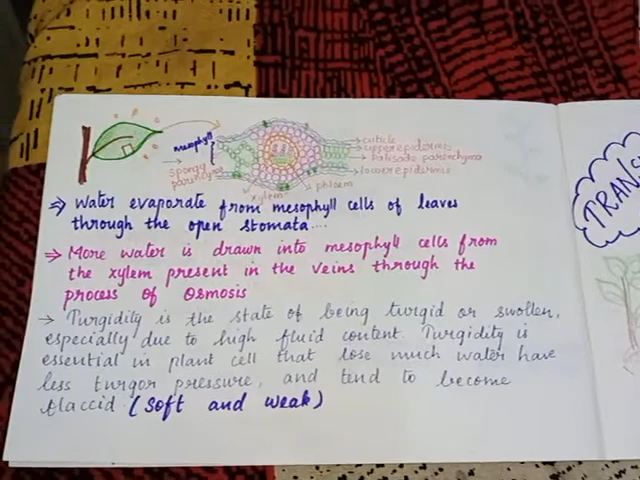 mesophyll
spongy
parenchyma
cuticle
upper epidermis
palisade parenchyma
lower epidermis
phloem
xylem
⇒ Water evaporate from mesophyll cells of leaves
through the open stomata...
⇒ More water is drawn into mesophyll cells from
the xylem present in the veins through the
process of Osmosis
→ Turgidity is the state of being turgid or swollen,
especially due to high fluid content. Turgidity is
essential in plant cell that lose much water have
less turgor pressure, and tend to become
flaccid (soft and weak)